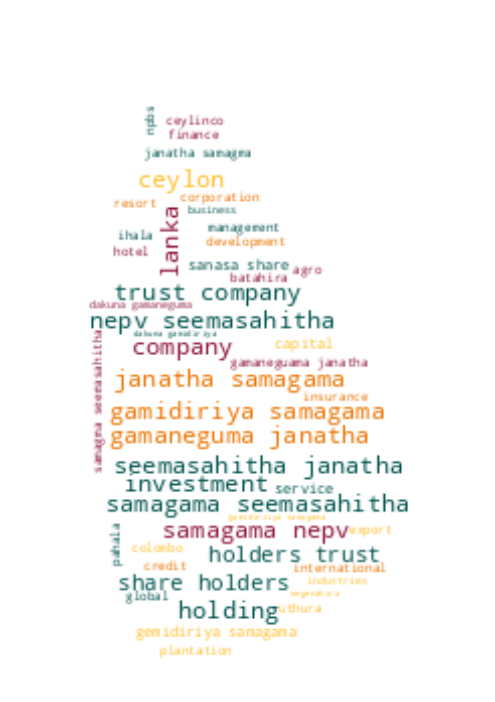 npbs
ceylinco
finance
janatha samagma
ceylon
resort corporation
business
lanka
ihala
management
hotel
development
sanasa share
agro
batahira
trust company
dakuna gamaneguma
nepv seemasahitha
dakuna gamidiriya
company
capital
gamaneguama janatha
samagma seemasahitha
janatha samagama
insurance
gamidiriya samagama
gamaneguma janatha
seemasahitha janatha
investment service
samagama seemasahitha
samagama nepv
export
pahala
colombo
holders trust
credit
international
share holders
industries
global
holding
uthura
gemidiriya samagama
plantation